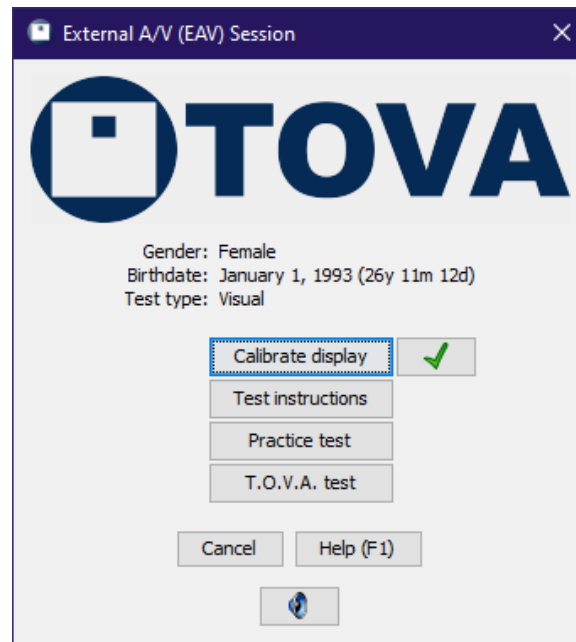 External A/V (EAV) Session
TOVA
Gender: Female
Birthdate: January 1, 1993 (26y 11m 12d)
Test type: Visual
Calibrate display
Test instructions
Practice test
T.O.V.A. test
Cancel Help (F1)